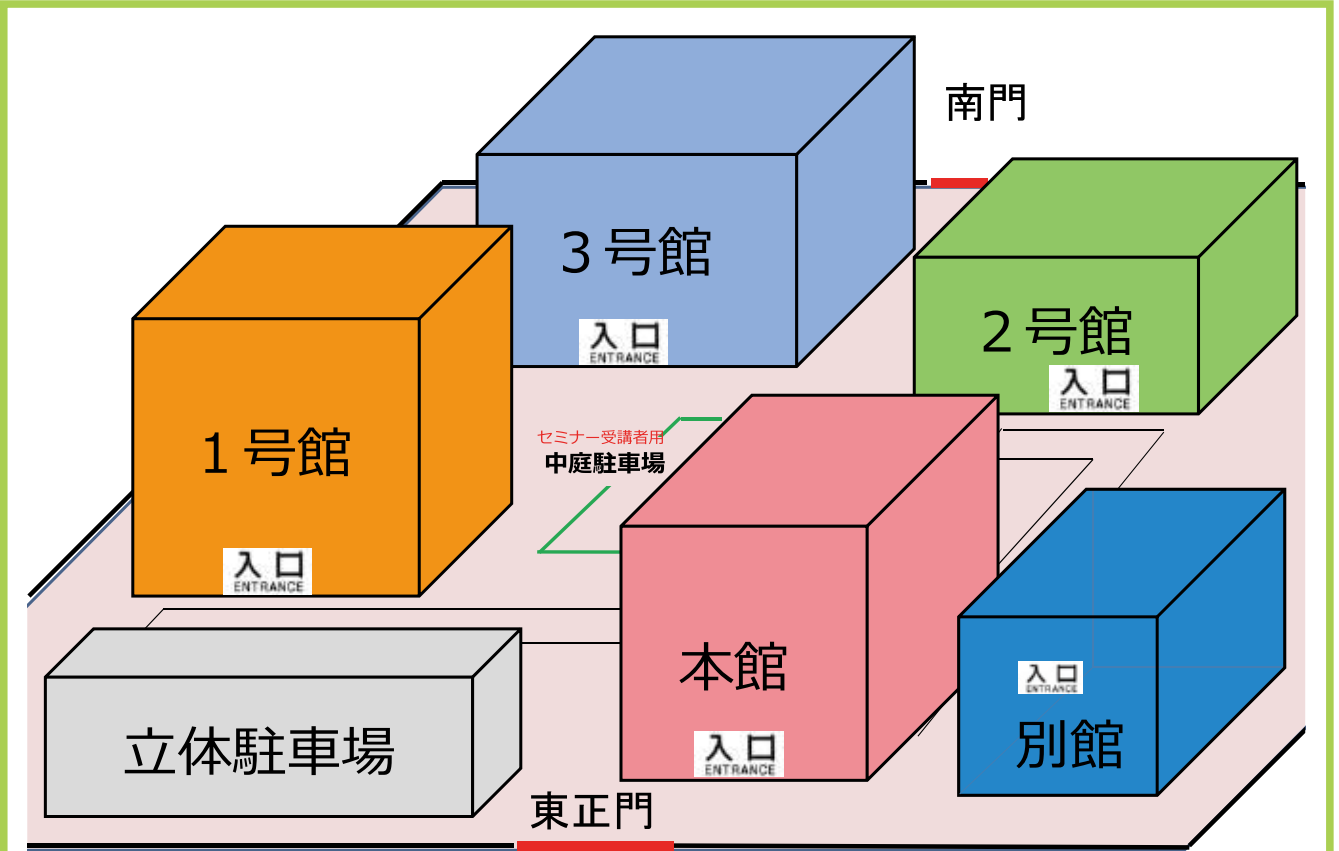 南門
３号館
入口
ENTRANCE
２号館
入口
ENTRANCE
１号館
入口
ENTRANCE
セミナー受講者用
中庭駐車場
本館
入口
ENTRANCE
入口
ENTRANCE
別館
立体駐車場
東正門